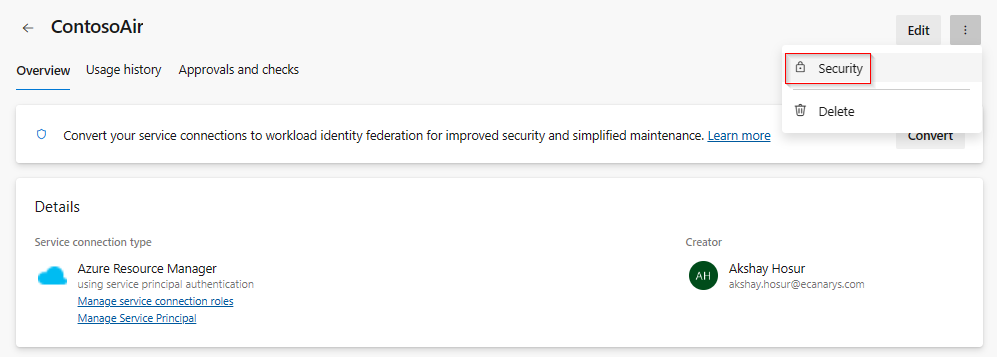 ContosoAir
Edit
Overview
Usage history
Approvals and checks
Security
Delete
Convert your service connections to workload identity federation for improved security and simplified maintenance. Learn more
Convert
Details
Service connection type
Creator
Azure Resource Manager
using service principal authentication
Manage service connection roles
Manage Service Principal
AH
Akshay Hosur
akshay.hosur@ecanarys.com